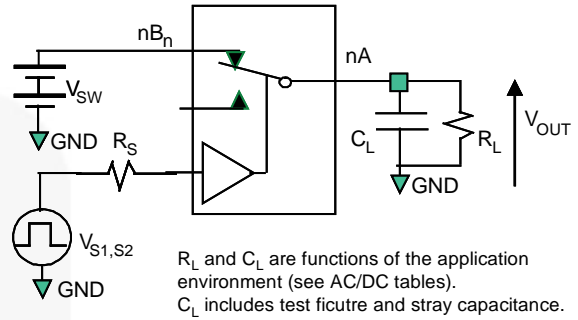 nBₙ
nA
V_SW
GND
R_S
C_L
R_L
V_OUT
GND
V_S1,S2
GND
R_L and C_L are functions of the application
environment (see AC/DC tables).
C_L includes test ficutre and stray capacitance.